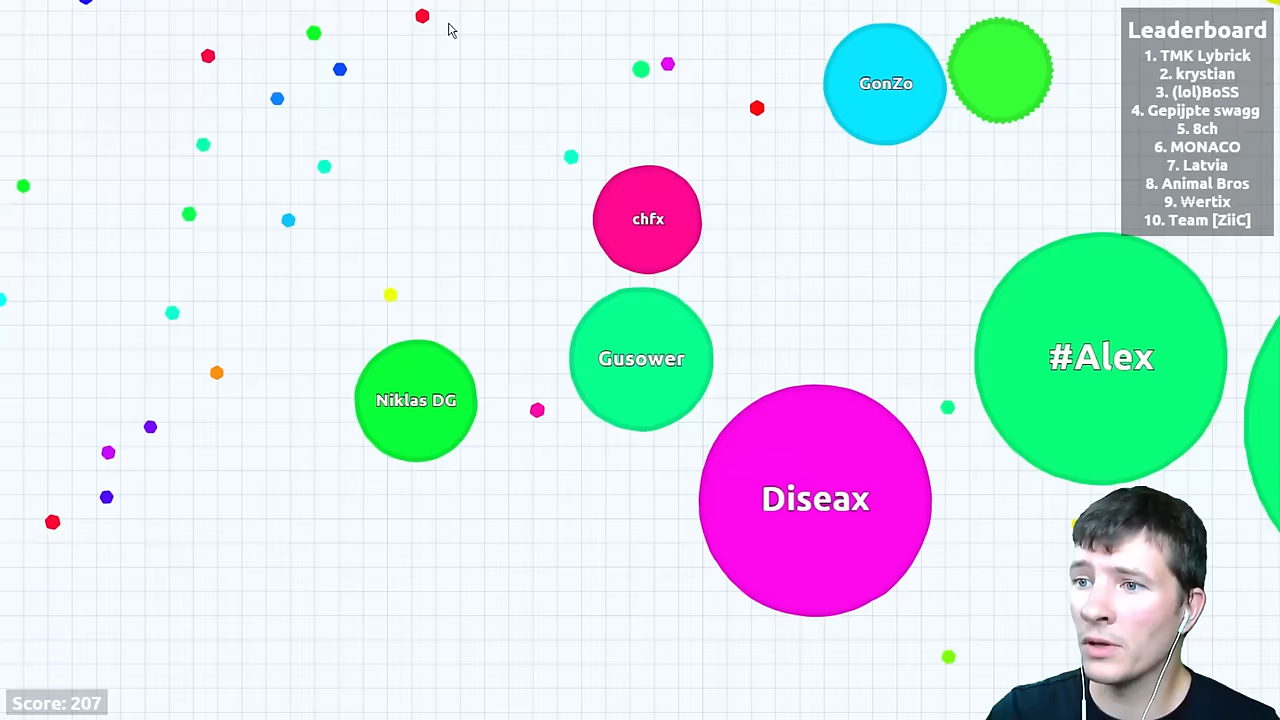 Leaderboard
1. TMK Lybrick
2. krystian
3. (lol)BoSS
4. Gepijpte swagg
5. 8ch
6. MONACO
7. Latvia
8. Animal Bros
9. ₩ertix
10. Team [ZiiC]
GonZo
chfx
Gusower
#Alex
Niklas DG
Diseax
Score: 207